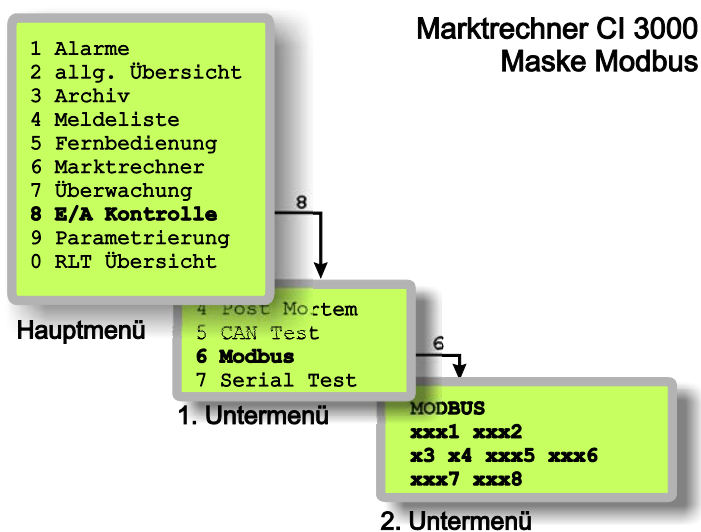 Marktrechner CI 3000
Maske Modbus
1 Alarme
2 allg. Übersicht
3 Archiv
4 Meldeliste
5 Fernbedienung
6 Marktrechner
7 Überwachung
8 E/A Kontrolle
9 Parametrierung
0 RLT Übersicht
8
Hauptmenü
4 Post Mortem
5 CAN Test
6 Modbus
7 Serial Test
6
1. Untermenü
MODBUS
xxx1 xxx2
x3 x4 xxx5 xxx6
xxx7 xxx8
2. Untermenü